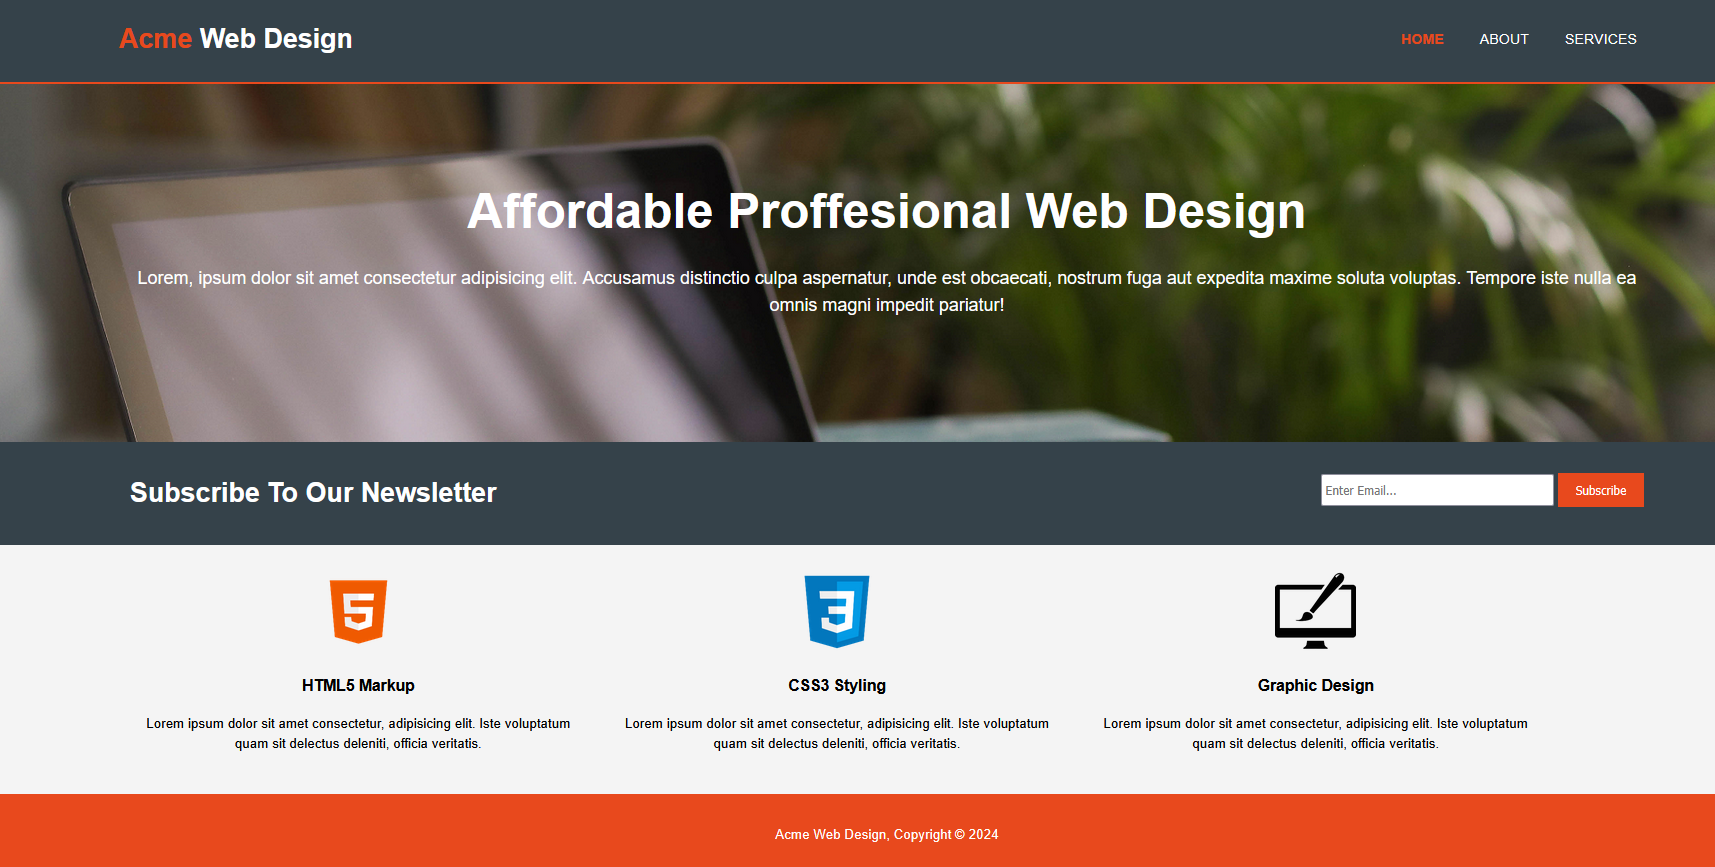 Acme Web Design
HOME ABOUT SERVICES
Affordable Proffesional Web Design
Lorem, ipsum dolor sit amet consectetur adipisicing elit. Accusamus distinctio culpa aspernatur, unde est obcaecati, nostrum fuga aut expedita maxime soluta voluptas. Tempore iste nulla ea
omnis magni impedit pariatur!
Subscribe To Our Newsletter
Enter Email...
Subscribe
5
HTML5 Markup
Lorem ipsum dolor sit amet consectetur, adipisicing elit. Iste voluptatum
quam sit delectus deleniti, officia veritatis.
3
CSS3 Styling
Lorem ipsum dolor sit amet consectetur, adipisicing elit. Iste voluptatum
quam sit delectus deleniti, officia veritatis.
Graphic Design
Lorem ipsum dolor sit amet consectetur, adipisicing elit. Iste voluptatum
quam sit delectus deleniti, officia veritatis.
Acme Web Design, Copyright © 2024